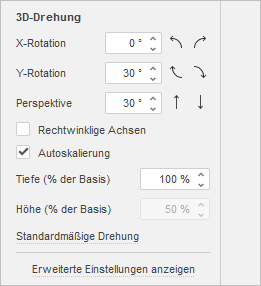 3D-Drehung
X-Rotation 0 °
Y-Rotation 30 °
Perspektive 30 °
Rechtwinklige Achsen
Autoskalierung
Tiefe (% der Basis) 100 %
Höhe (% der Basis) 50 %
Standardmäßige Drehung
Erweiterte Einstellungen anzeigen